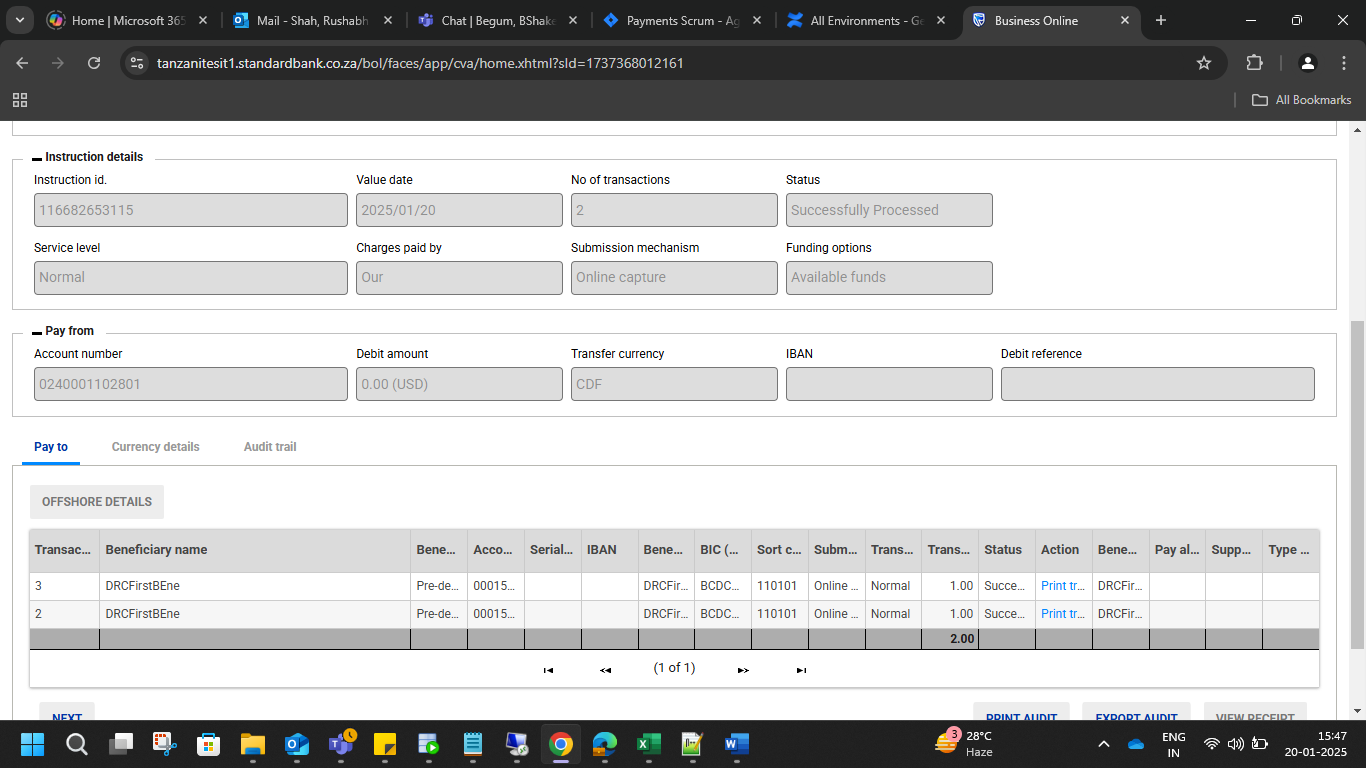 Home | Microsoft 365
Mail - Shah, Rushabh
Chat | Begum, BShake
Payments Scrum - Ag
All Environments - Ge
Business Online
tanzanitesit1.standardbank.co.za/bol/faces/app/cva/home.xhtml?sId=1737368012161
All Bookmarks
Instruction details
Instruction id. Value date No of transactions Status
116682653115 2025/01/20 2 Successfully Processed
Service level Charges paid by Submission mechanism Funding options
Normal Our Online capture Available funds
Pay from
Account number Debit amount Transfer currency IBAN Debit reference
0240001102801 0.00 (USD) CDF
Pay to Currency details Audit trail
OFFSHORE DETAILS
Transac... Beneficiary name Bene... Acco... Serial... IBAN Bene... BIC (... Sort c... Subm... Trans... Trans... Status Action Bene... Pay al... Supp... Type ...
3 DRCFirstBEne Pre-de... 00015... DRCFir... BCDC... 110101 Online ... Normal 1.00 Succe... Print tr... DRCFir...
2 DRCFirstBEne Pre-de... 00015... DRCFir... BCDC... 110101 Online ... Normal 1.00 Succe... Print tr... DRCFir...
2.00
(1 of 1)
NEXT PRINT AUDIT EXPORT AUDIT VIEW RECEIPT
3 28°C
Haze
ENG
IN
15:47
20-01-2025